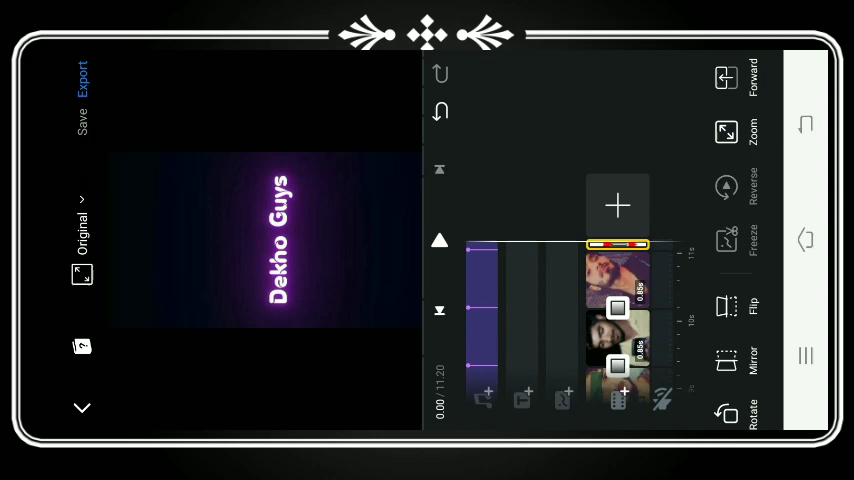 Save Export
Original
Dekho Guys
0.00 / 11.20
0.85s
0.85s
9s
10s
11s
Rotate
Mirror
Flip
Freeze
Reverse
Zoom
Forward